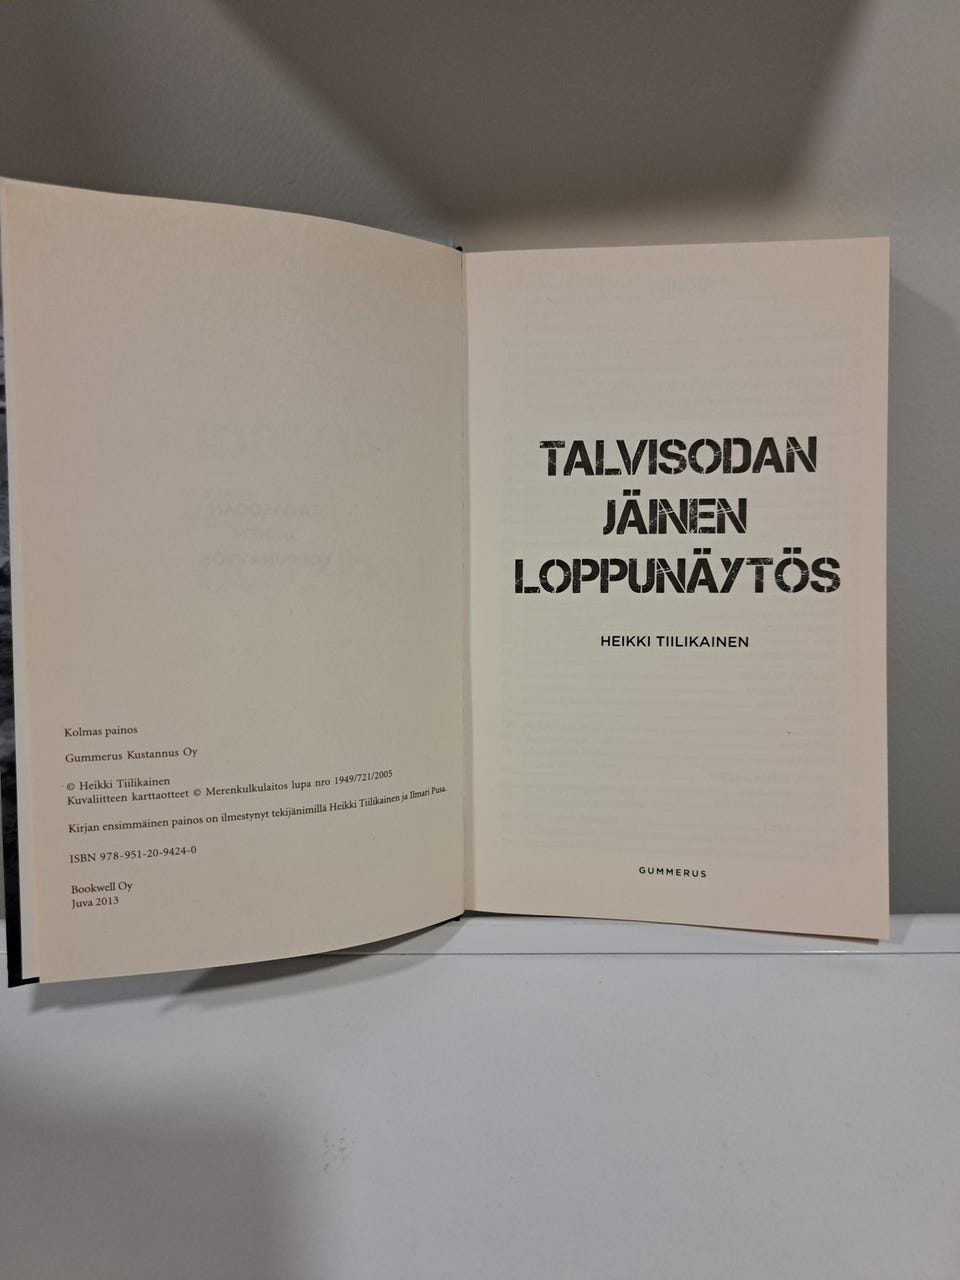 Kolmas painos
Gummerus Kustannus Oy
© Heikki Tiilikainen
Kuvaliitteen karttaotteet © Merenkulkulaitos lupa nro 1949/721/2005
Kirjan ensimmäinen painos on ilmestynyt tekijänimillä Heikki Tiilikainen ja Ilmari Pusa.
ISBN 978-951-20-9424-0
Bookwell Oy
Juva 2013
TALVISODAN
JÄINEN
LOPPUNÄYTÖS
HEIKKI TIILIKAINEN
GUMMERUS